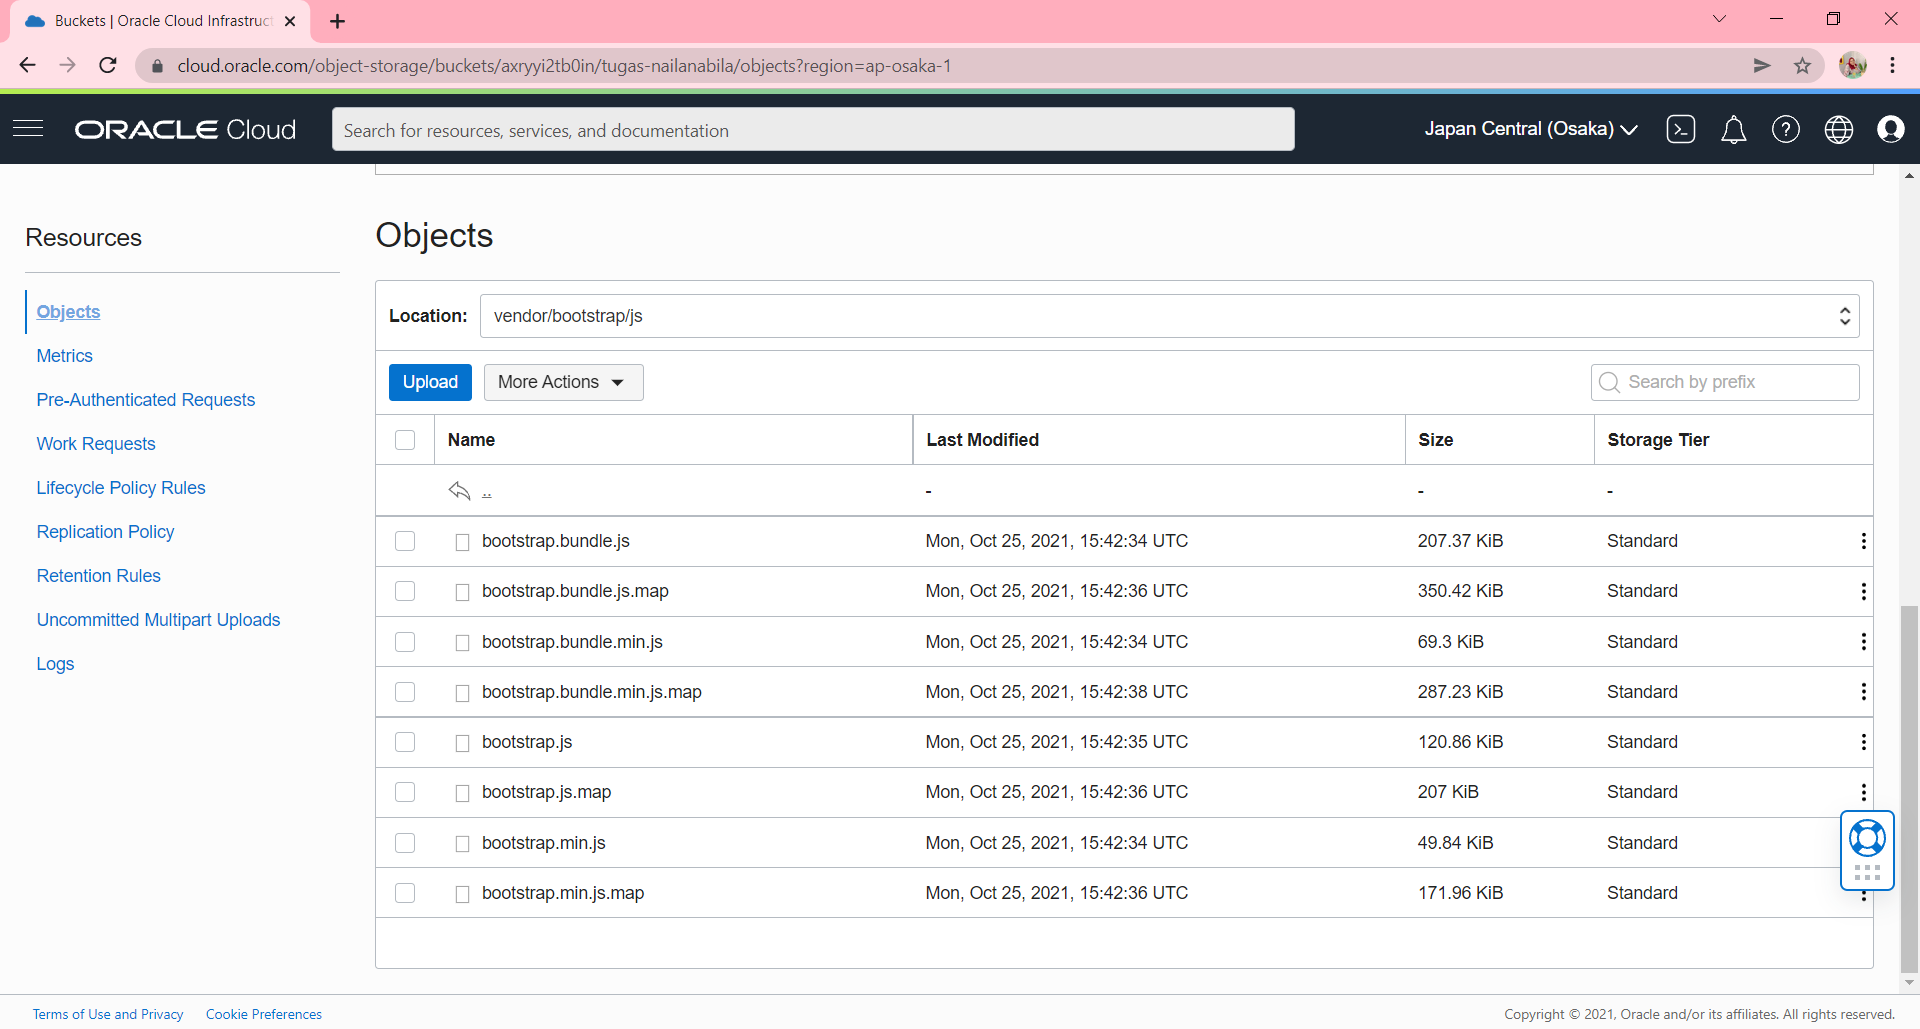 Buckets | Oracle Cloud Infrastruct
cloud.oracle.com/object-storage/buckets/axryyi2tb0in/tugas-nailanabila/objects?region=ap-osaka-1
ORACLE Cloud
Search for resources, services, and documentation
Japan Central (Osaka)
Resources
Objects
Metrics
Pre-Authenticated Requests
Work Requests
Lifecycle Policy Rules
Replication Policy
Retention Rules
Uncommitted Multipart Uploads
Logs
Objects
Location: vendor/bootstrap/js
Upload More Actions Search by prefix
Name Last Modified Size Storage Tier
.. - - -
bootstrap.bundle.js Mon, Oct 25, 2021, 15:42:34 UTC 207.37 KiB Standard
bootstrap.bundle.js.map Mon, Oct 25, 2021, 15:42:36 UTC 350.42 KiB Standard
bootstrap.bundle.min.js Mon, Oct 25, 2021, 15:42:34 UTC 69.3 KiB Standard
bootstrap.bundle.min.js.map Mon, Oct 25, 2021, 15:42:38 UTC 287.23 KiB Standard
bootstrap.js Mon, Oct 25, 2021, 15:42:35 UTC 120.86 KiB Standard
bootstrap.js.map Mon, Oct 25, 2021, 15:42:36 UTC 207 KiB Standard
bootstrap.min.js Mon, Oct 25, 2021, 15:42:34 UTC 49.84 KiB Standard
bootstrap.min.js.map Mon, Oct 25, 2021, 15:42:36 UTC 171.96 KiB Standard
Terms of Use and Privacy Cookie Preferences Copyright © 2021, Oracle and/or its affiliates. All rights reserved.